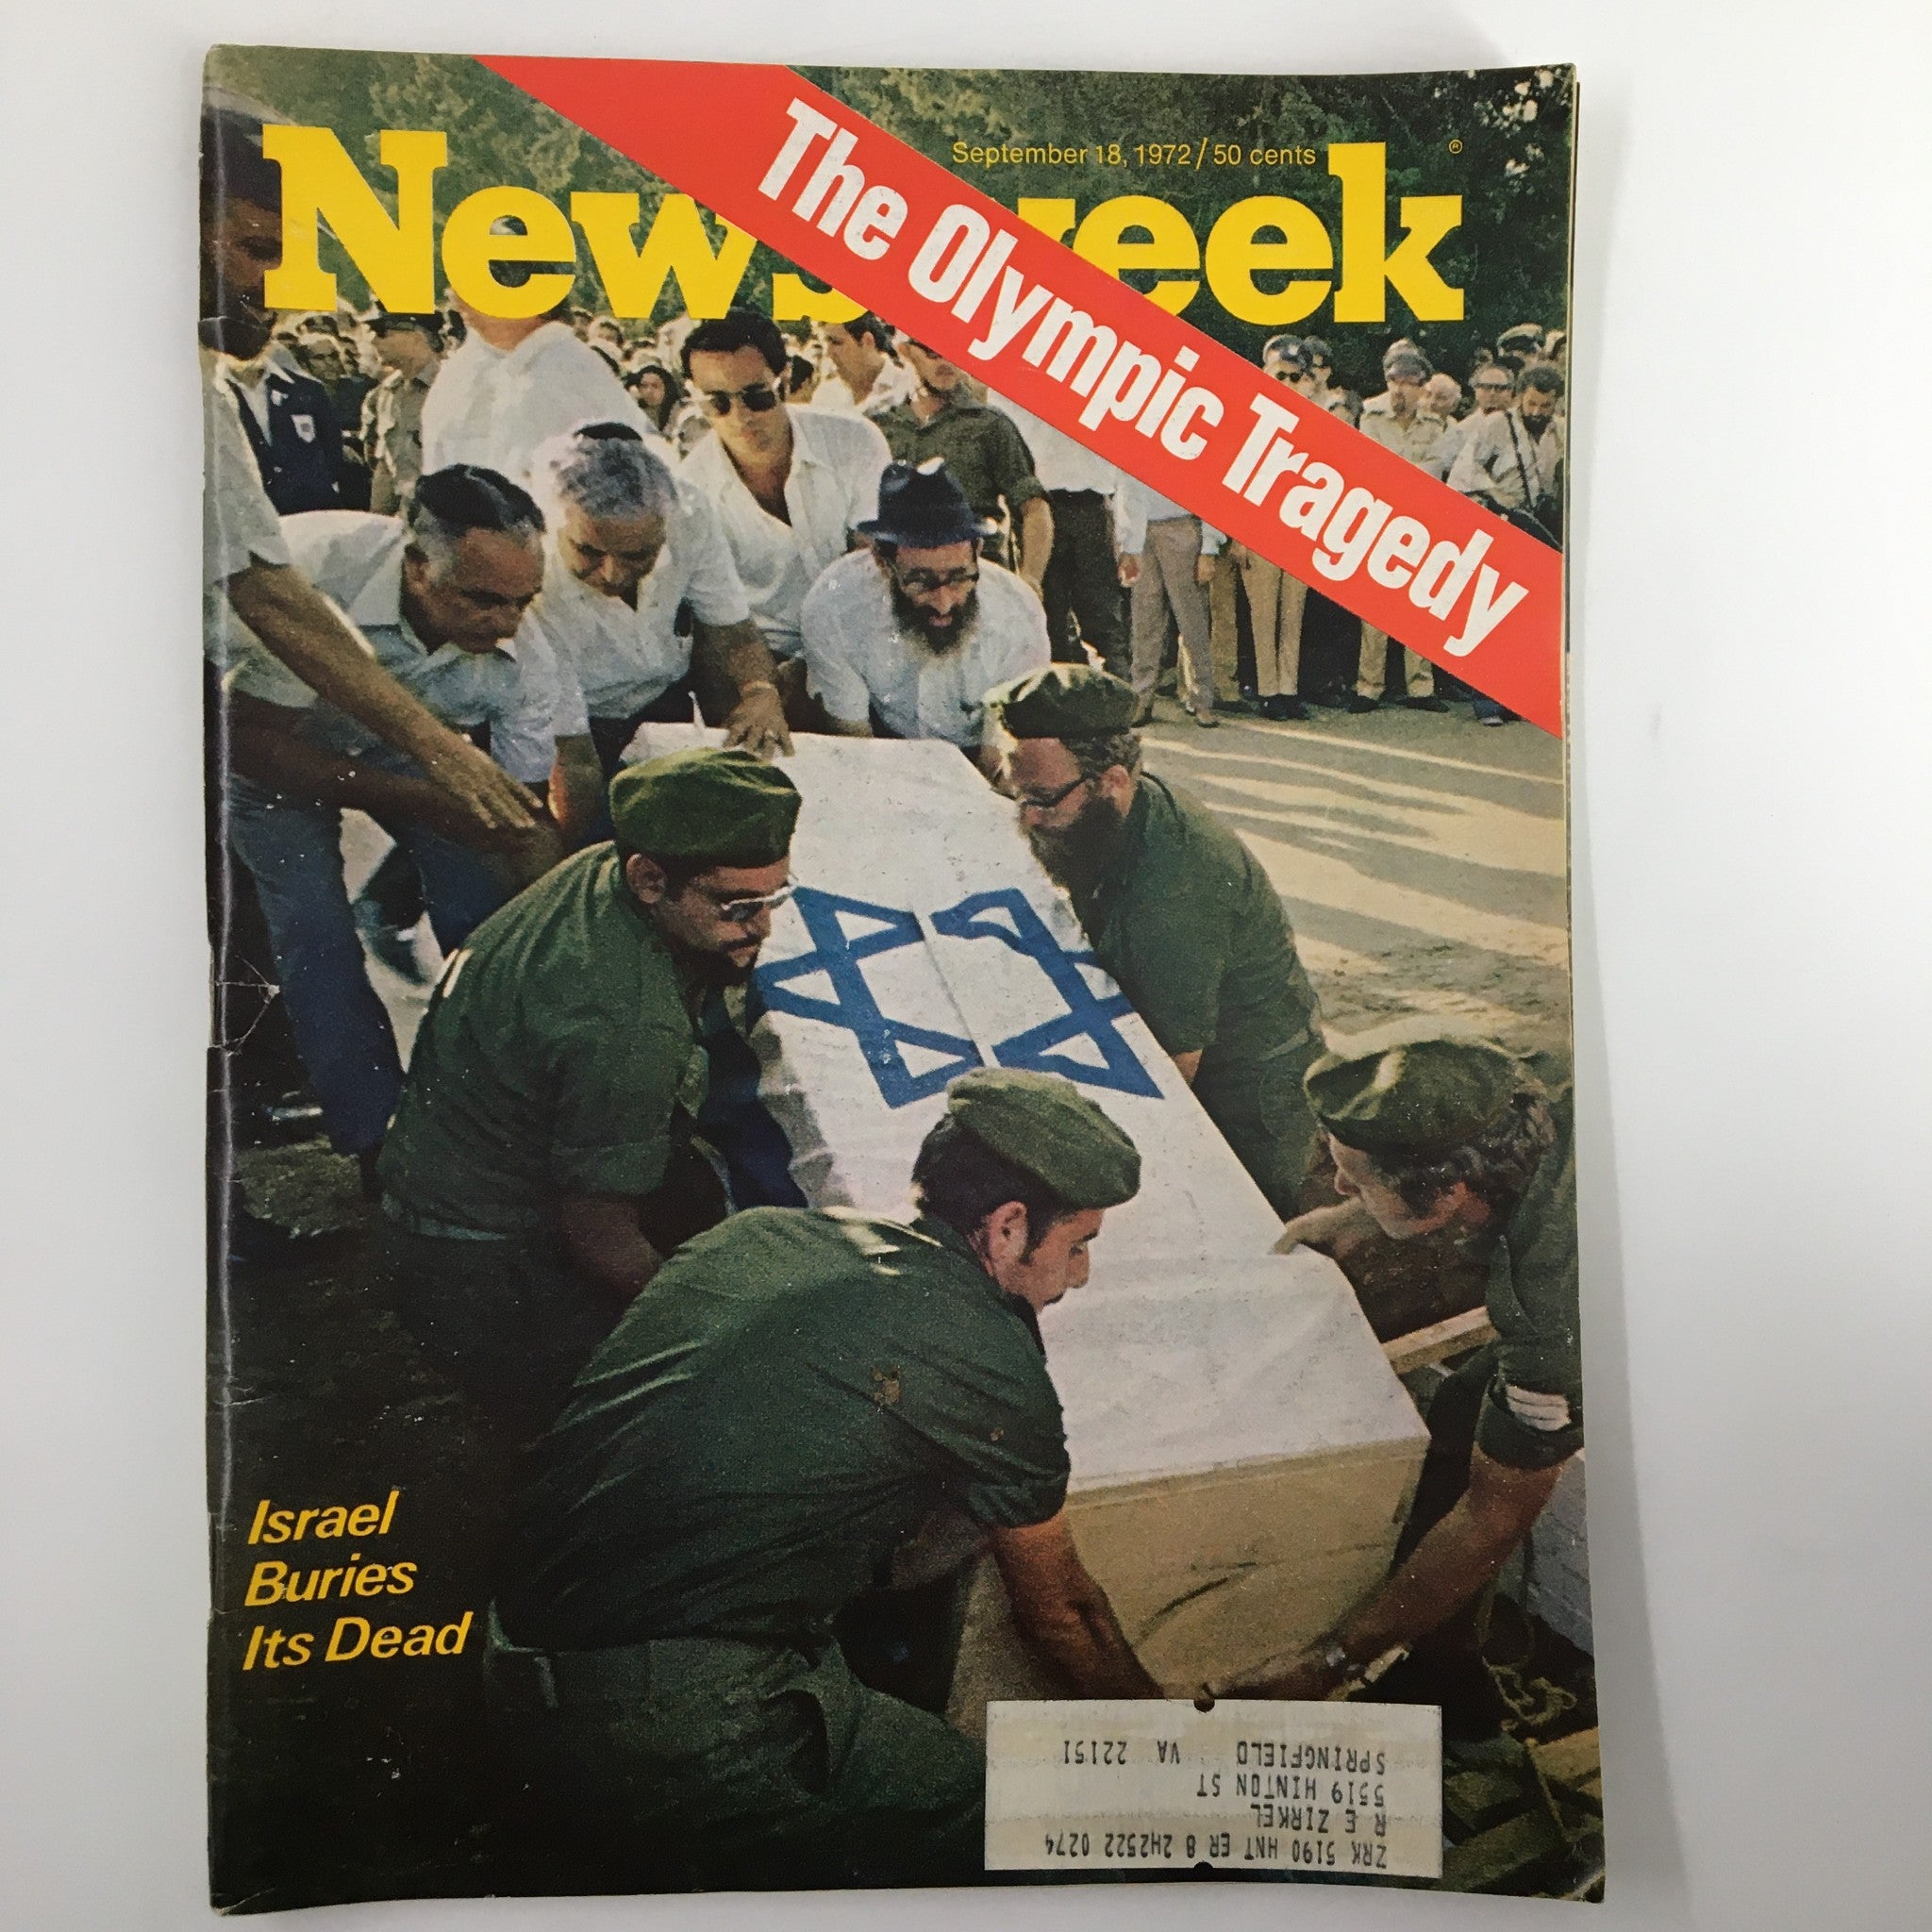 The Olympic Tragedy
September 18, 1972/50 cents
Newsweek ®
Israel
Buries
Its Dead
ZRK 5190 HNT ER 8 2H2522 0274
R E ZIRKEL
5519 HINTON ST
SPRINGFIELD VA 22151